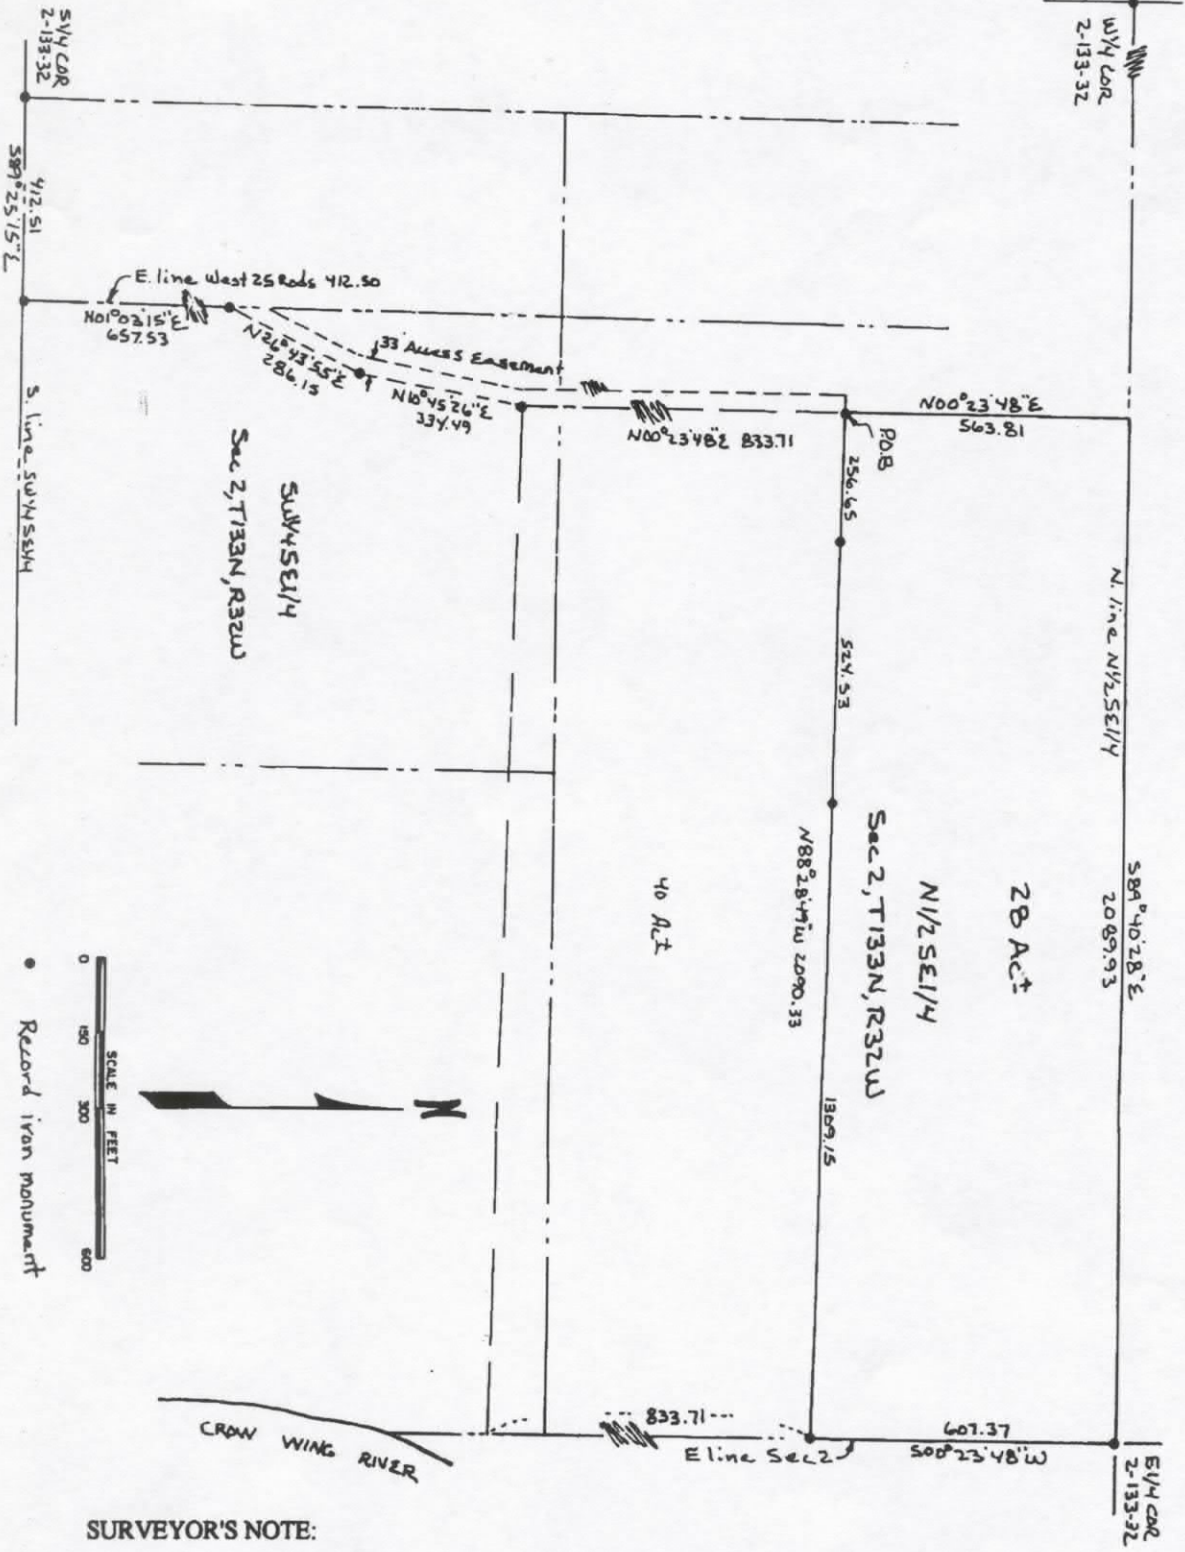 W1/4 COR
2-133-32
S1/4 COR
2-133-32
412.51
S89°25'15"E
E. line West 25 Rods 412.50
N01°03'15"E
657.53
N26°43'55"E
286.15
33' Access Easement
N10°45'26"E
334.49
N00°23'48"E 833.71
P.O.B
N00°23'48"E
563.81
256.65
524.53
1309.15
N88°28'49"W 2090.33
N. line N1/2SE1/4
S89°40'28"E
2089.93
28 Ac±
N1/2SE1/4
Sec 2, T133N, R32W
40 Ac±
SW1/4SE1/4
Sec 2, T133N, R32W
S. line SW1/4SE1/4
N
0 150 300 600
SCALE IN FEET
● Record iron monument
833.71
E line Sec 2
607.37
S00°23'48"W
E1/4 COR
2-133-32
CROW WING RIVER
SURVEYOR'S NOTE: